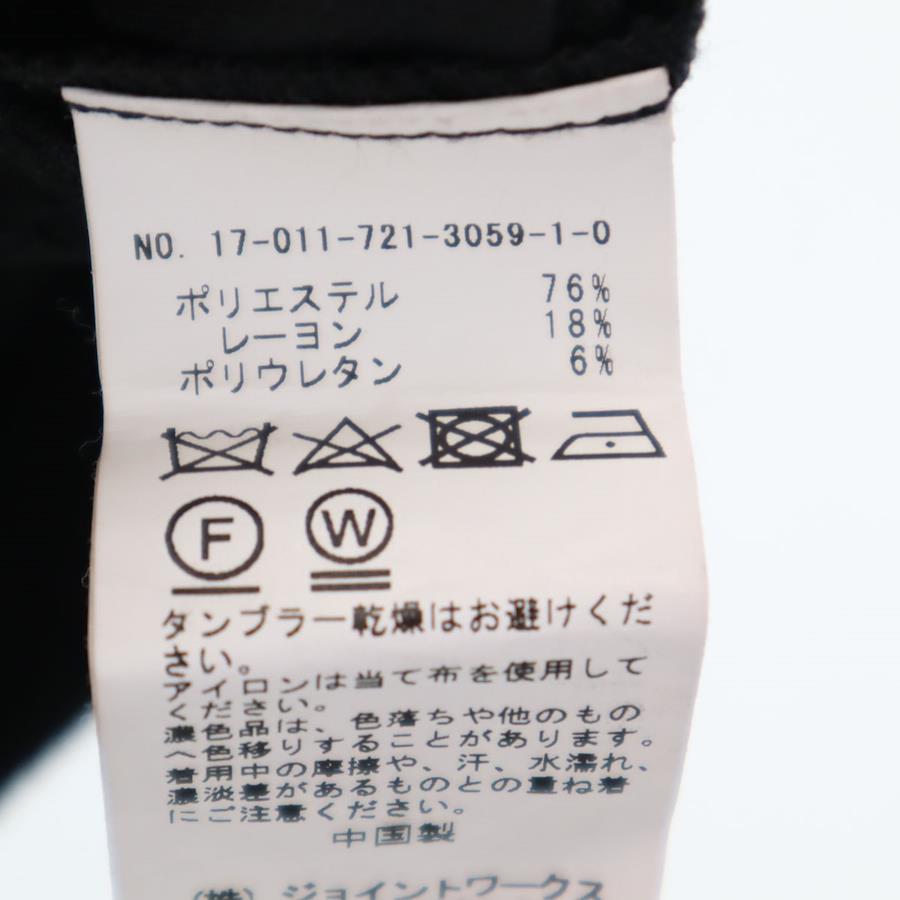 NO. 17-011-721-3059-1-0
ポリエステル 76%
レーヨン 18%
ポリウレタン 6%
F W
タンブラー乾燥はお避けくだ
さい。
アイロンは当て布を使用して
ください。
濃色品は、色落ちや他のもの
へ色移りすることがあります。
着用中の摩擦や、汗、水濡れ、
濃淡差があるものとの重ね着
にご注意ください。
中国製
(株)ジョイントワークス